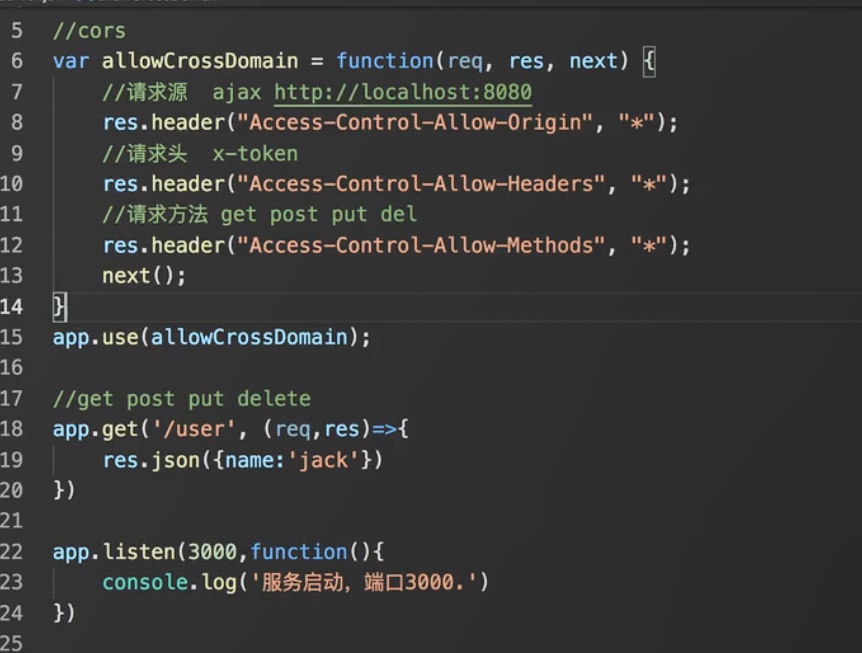 5 //cors
6 var allowCrossDomain = function(req, res, next) {
7 //请求源  ajax http://localhost:8080
8 res.header("Access-Control-Allow-Origin", "*");
9 //请求头  x-token
10 res.header("Access-Control-Allow-Headers", "*");
11 //请求方法 get post put del
12 res.header("Access-Control-Allow-Methods", "*");
13 next();
14 }
15 app.use(allowCrossDomain);
16
17 //get post put delete
18 app.get('/user', (req,res)=>{
19 res.json({name:'jack'})
20 })
21
22 app.listen(3000,function(){
23 console.log('服务启动，端口3000.')
24 })
25